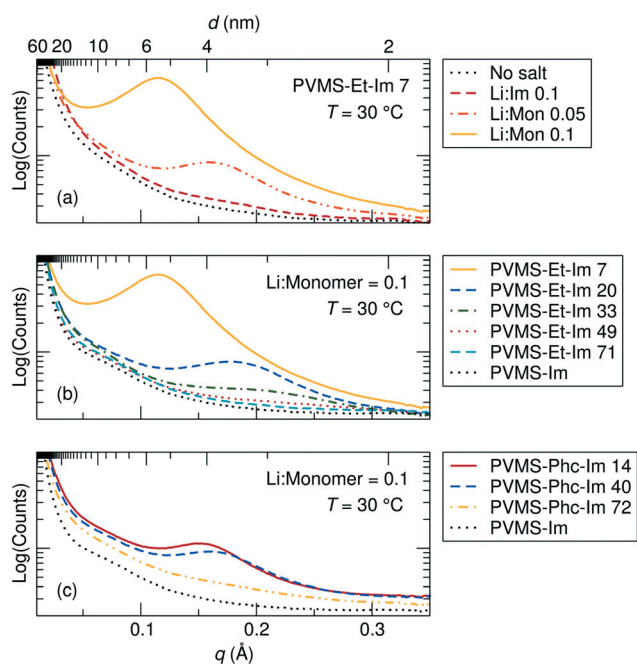 d (nm)
60 20 10 6 4 2
Log(Counts)
PVMS-Et-Im 7
T = 30 °C
(a)
No salt
Li:Im 0.1
Li:Mon 0.05
Li:Mon 0.1
Log(Counts)
Li:Monomer = 0.1
T = 30 °C
(b)
PVMS-Et-Im 7
PVMS-Et-Im 20
PVMS-Et-Im 33
PVMS-Et-Im 49
PVMS-Et-Im 71
PVMS-Im
Log(Counts)
Li:Monomer = 0.1
T = 30 °C
(c)
PVMS-Phc-Im 14
PVMS-Phc-Im 40
PVMS-Phc-Im 72
PVMS-Im
0.1 0.2 0.3
q (Å)